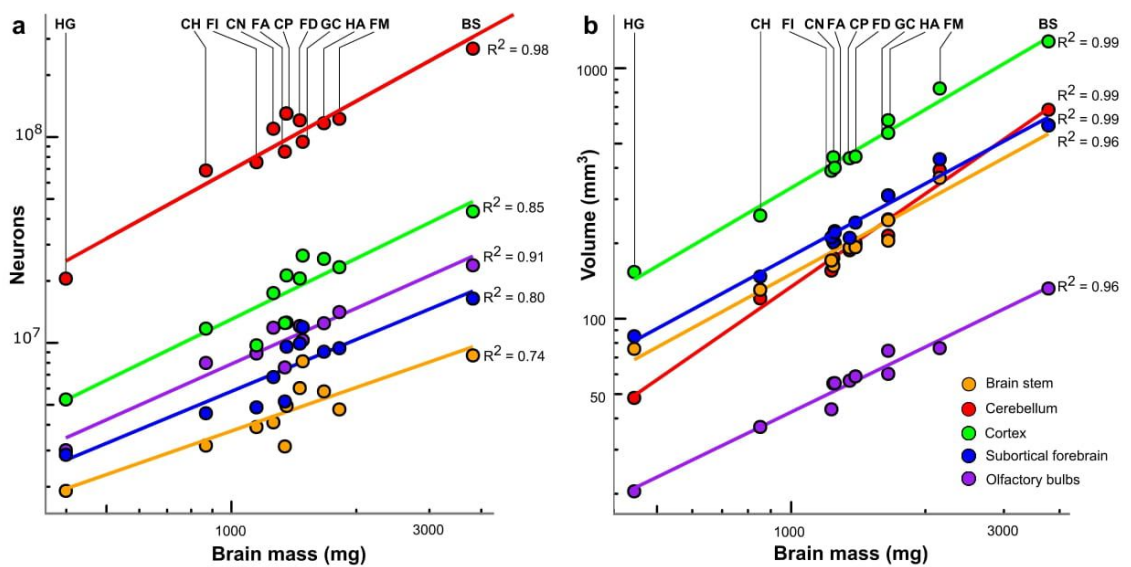 a
HG CH FI CN FA CP FD GC HA FM BS
10⁸
10⁷
Neurons
R² = 0.98
R² = 0.85
R² = 0.91
R² = 0.80
R² = 0.74
1000 3000
Brain mass (mg)
b
HG CH FI CN FA CP FD GC HA FM BS
1000
100
50
Volume (mm³)
R² = 0.99
R² = 0.99
R² = 0.99
R² = 0.96
R² = 0.96
Brain stem
Cerebellum
Cortex
Subortical forebrain
Olfactory bulbs
1000 3000
Brain mass (mg)